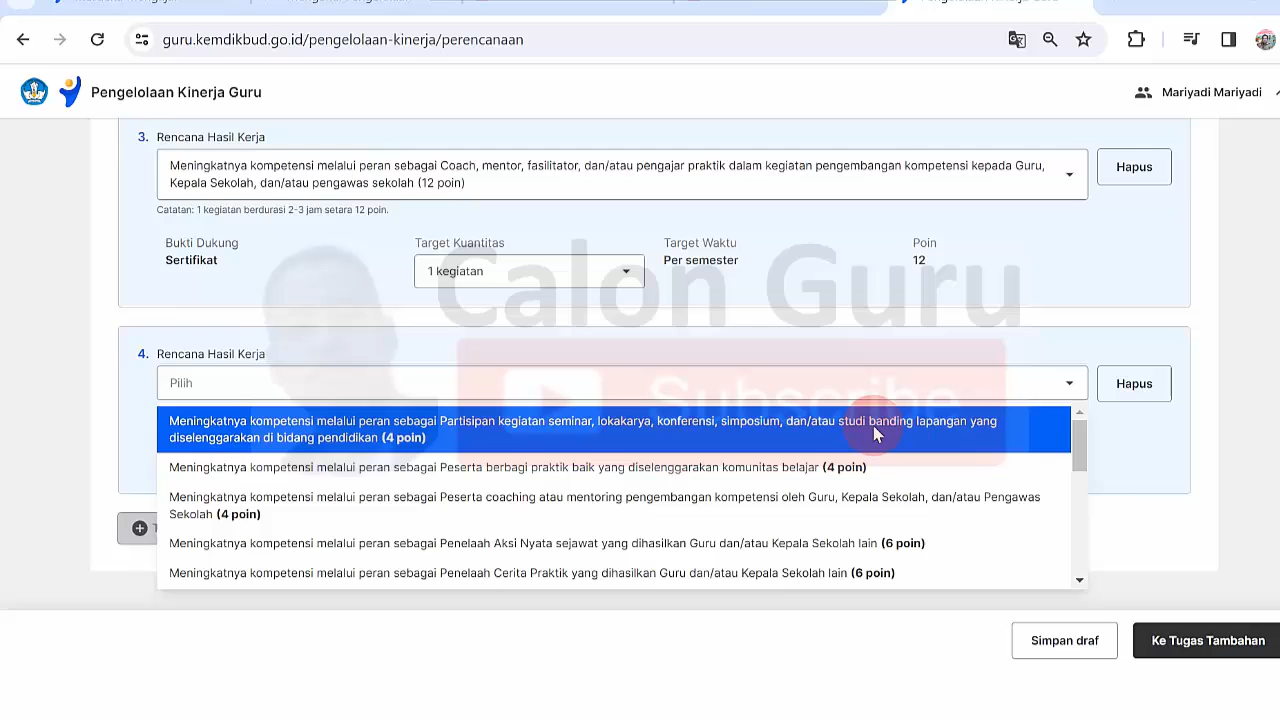 guru.kemdikbud.go.id/pengelolaan-kinerja/perencanaan
Pengelolaan Kinerja Guru
Mariyadi Mariyadi
3. Rencana Hasil Kerja
Meningkatnya kompetensi melalui peran sebagai Coach, mentor, fasilitator, dan/atau pengajar praktik dalam kegiatan pengembangan kompetensi kepada Guru,
Kepala Sekolah, dan/atau pengawas sekolah (12 poin)
Hapus
Catatan: 1 kegiatan berdurasi 2-3 jam setara 12 poin.
Bukti Dukung Target Kuantitas Target Waktu Poin
Sertifikat 1 kegiatan Per semester 12
Calon Guru
4. Rencana Hasil Kerja
Pilih
Hapus
Subscribe
Meningkatnya kompetensi melalui peran sebagai Partisipan kegiatan seminar, lokakarya, konferensi, simposium, dan/atau studi banding lapangan yang
diselenggarakan di bidang pendidikan (4 poin)
Meningkatnya kompetensi melalui peran sebagai Peserta berbagi praktik baik yang diselenggarakan komunitas belajar (4 poin)
Meningkatnya kompetensi melalui peran sebagai Peserta coaching atau mentoring pengembangan kompetensi oleh Guru, Kepala Sekolah, dan/atau Pengawas
Sekolah (4 poin)
Meningkatnya kompetensi melalui peran sebagai Penelaah Aksi Nyata sejawat yang dihasilkan Guru dan/atau Kepala Sekolah lain (6 poin)
Meningkatnya kompetensi melalui peran sebagai Penelaah Cerita Praktik yang dihasilkan Guru dan/atau Kepala Sekolah lain (6 poin)
Simpan draf
Ke Tugas Tambahan